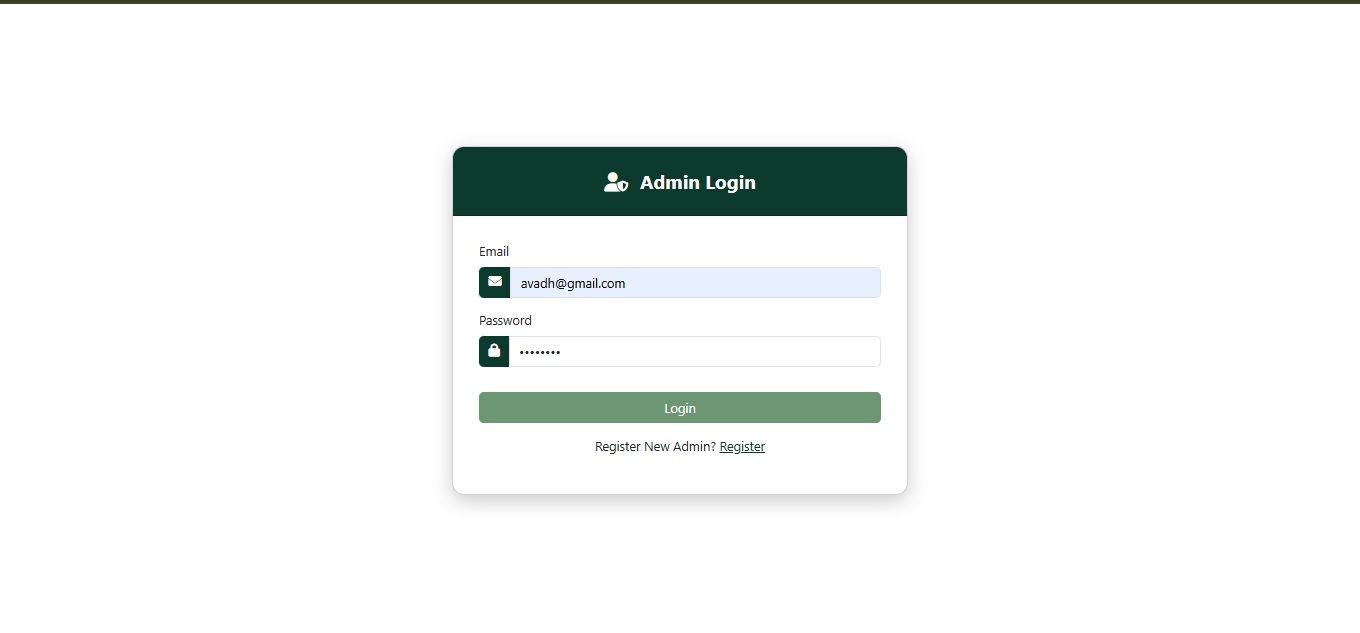 Admin Login
Email
avadh@gmail.com
Password
••••••••
Login
Register New Admin? Register